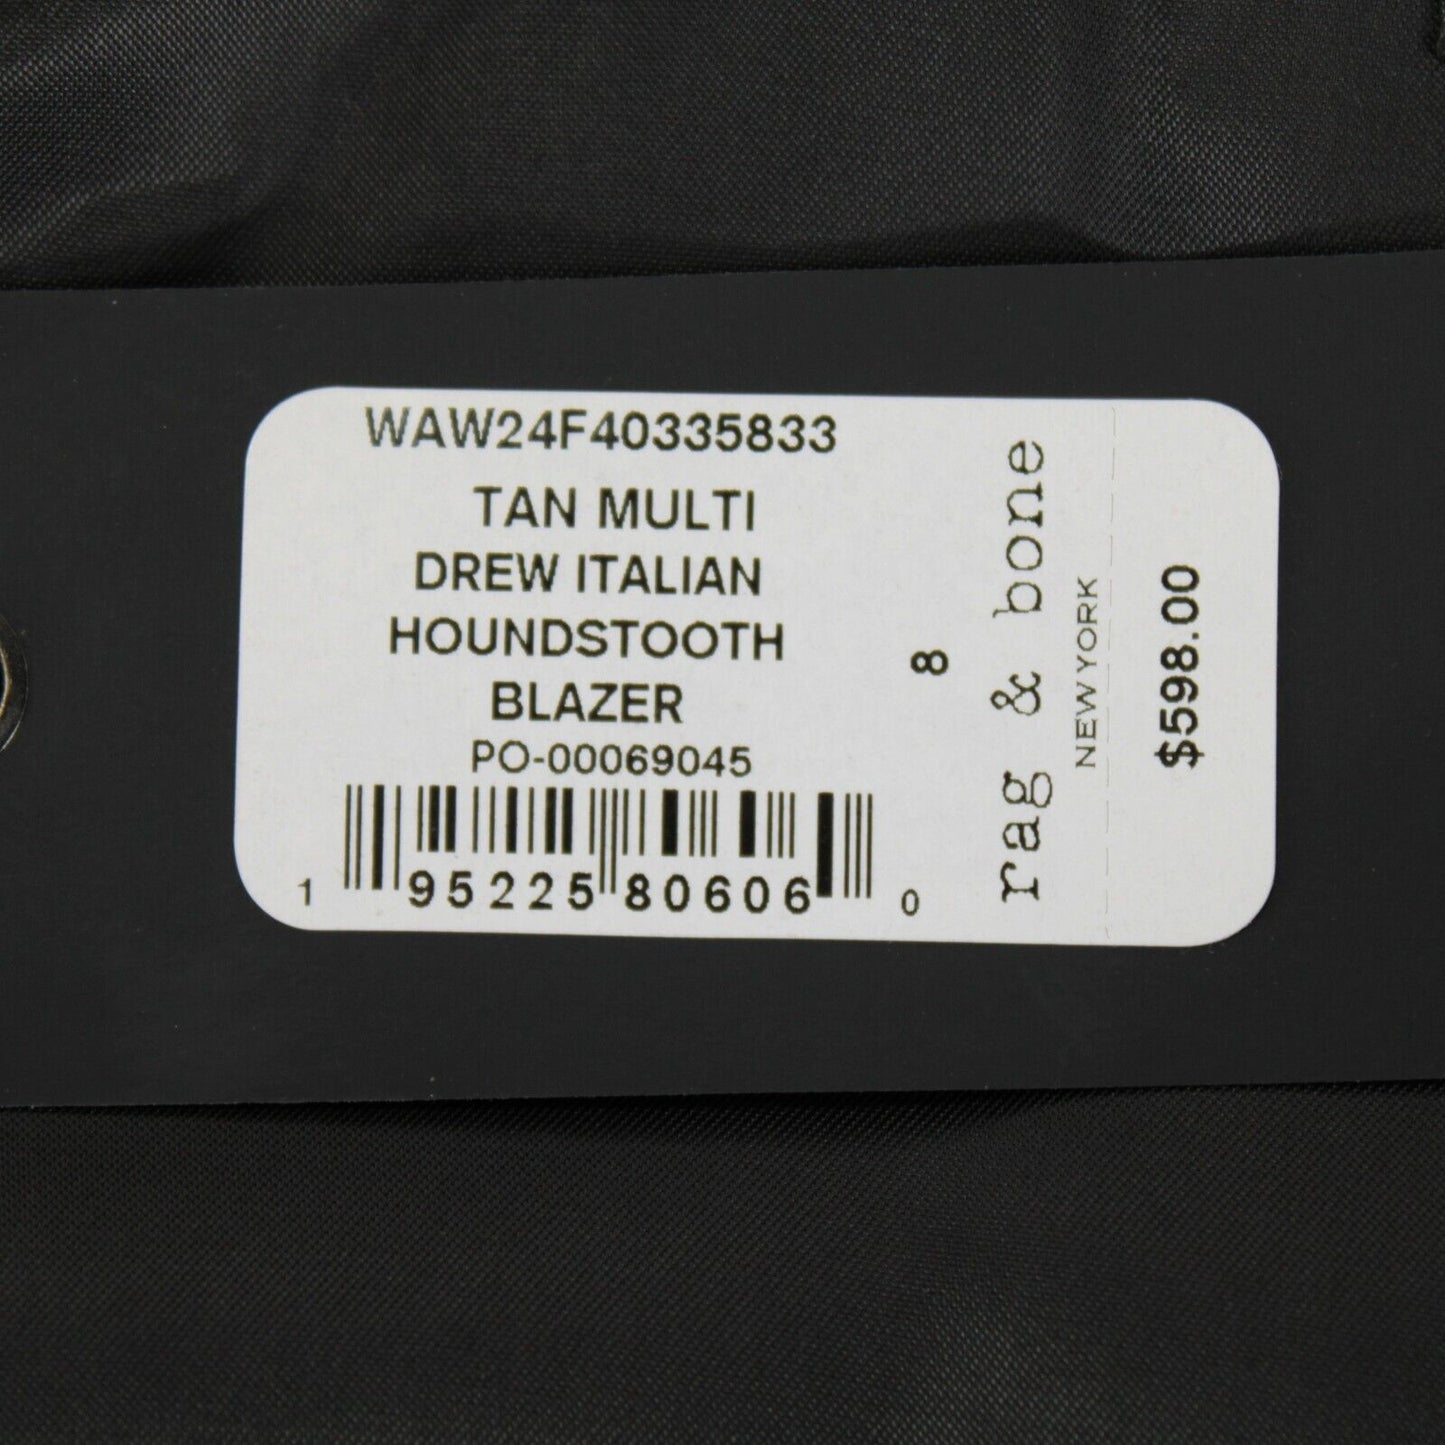 WAW24F40335833
TAN MULTI
DREW ITALIAN
HOUNDSTOOTH
BLAZER
PO-00069045
1 95225 80606 0
8
rag & bone
NEW YORK
$598.00